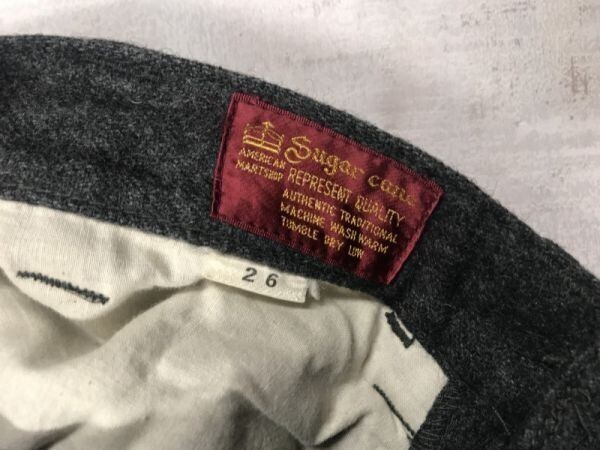 Sugar cane
AMERICAN REPRESENT QUALITY
MARTSHOP AUTHENTIC TRADITIONAL
MACHINE WASH WARM
TUMBLE DRY LOW
26